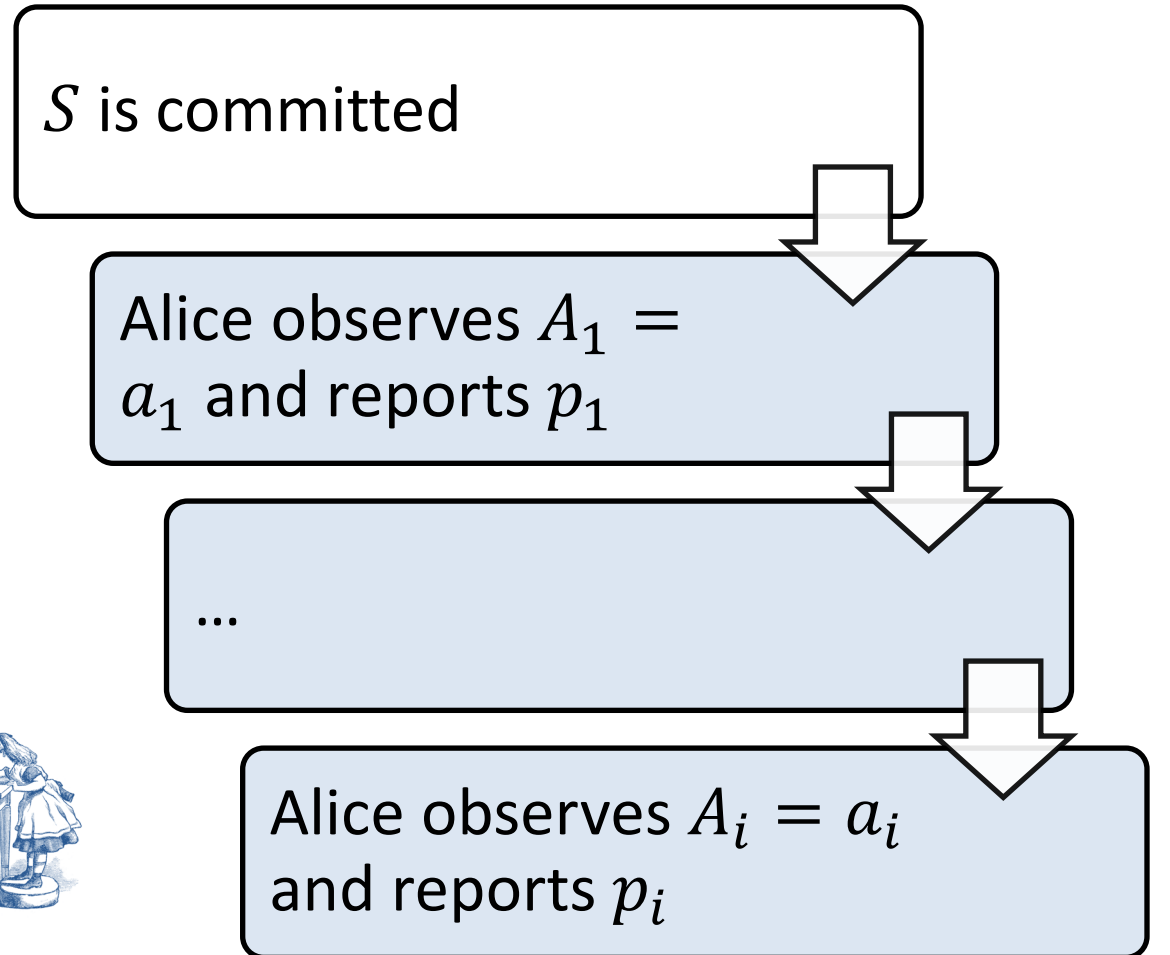 S is committed
Alice observes A₁ =
a₁ and reports p₁
...
Alice observes Aᵢ = aᵢ
and reports pᵢ